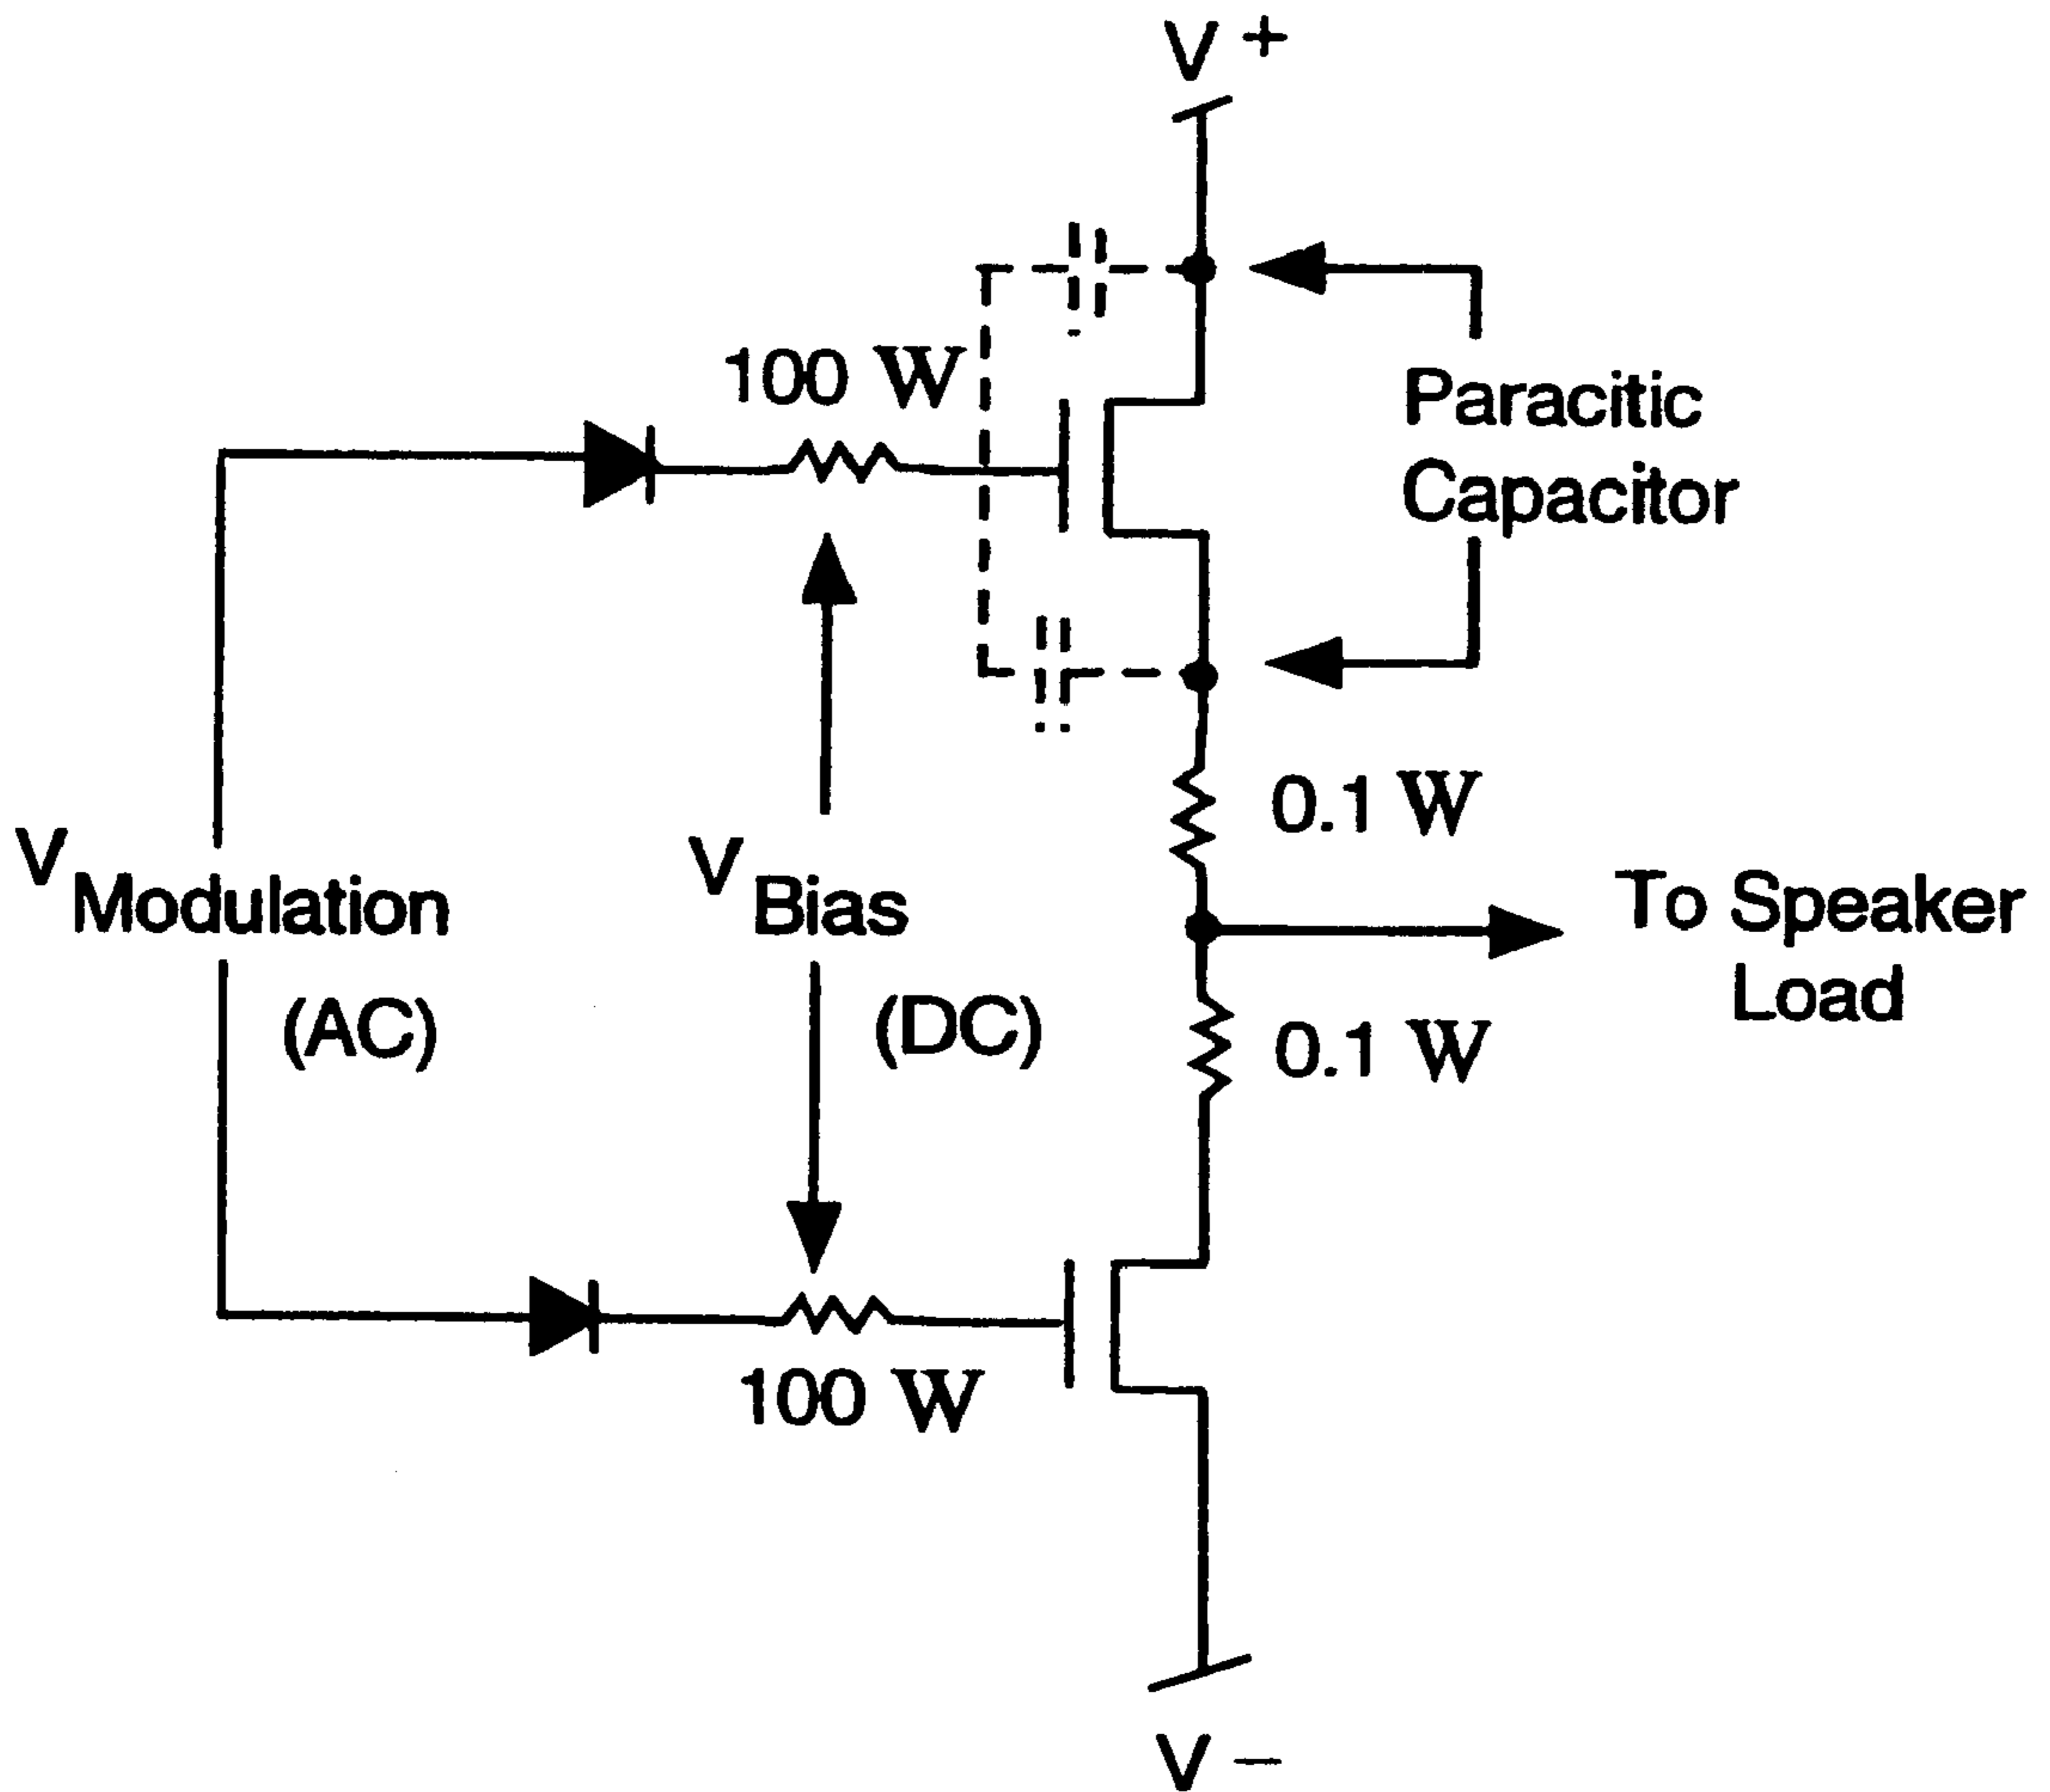 V +
100 W
Paracitic
Capacitor
0.1 W
V Modulation
(AC)
V Bias
(DC)
To Speaker
Load
0.1 W
100 W
V −